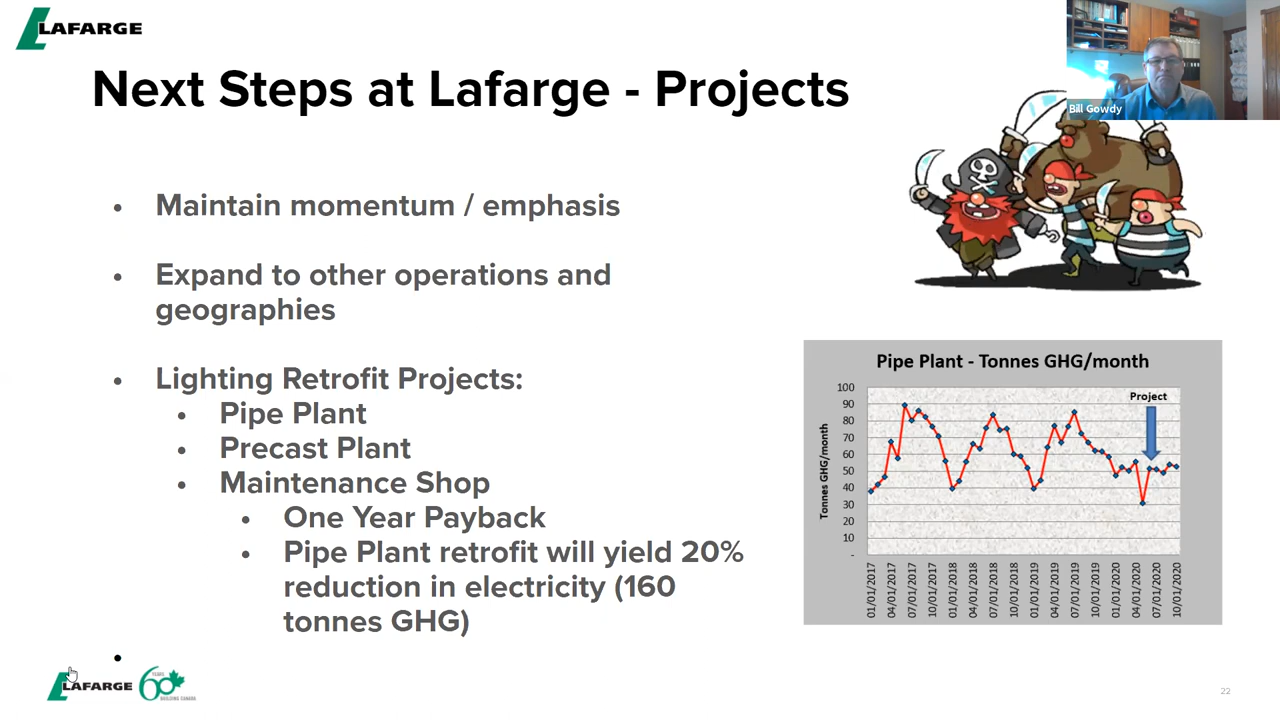 LAFARGE
Bill Gowdy
Next Steps at Lafarge - Projects
• Maintain momentum / emphasis
• Expand to other operations and
geographies
• Lighting Retrofit Projects:
• Pipe Plant
• Precast Plant
• Maintenance Shop
• One Year Payback
• Pipe Plant retrofit will yield 20%
reduction in electricity (160
tonnes GHG)
•
Pipe Plant - Tonnes GHG/month
Project
Tonnes GHG/month
100
90
80
70
60
50
40
30
20
10
-
01/01/2017
04/01/2017
07/01/2017
10/01/2017
01/01/2018
04/01/2018
07/01/2018
10/01/2018
01/01/2019
04/01/2019
07/01/2019
10/01/2019
01/01/2020
04/01/2020
07/01/2020
10/01/2020
LAFARGE
60 YEARS
BUILDING CANADA
22